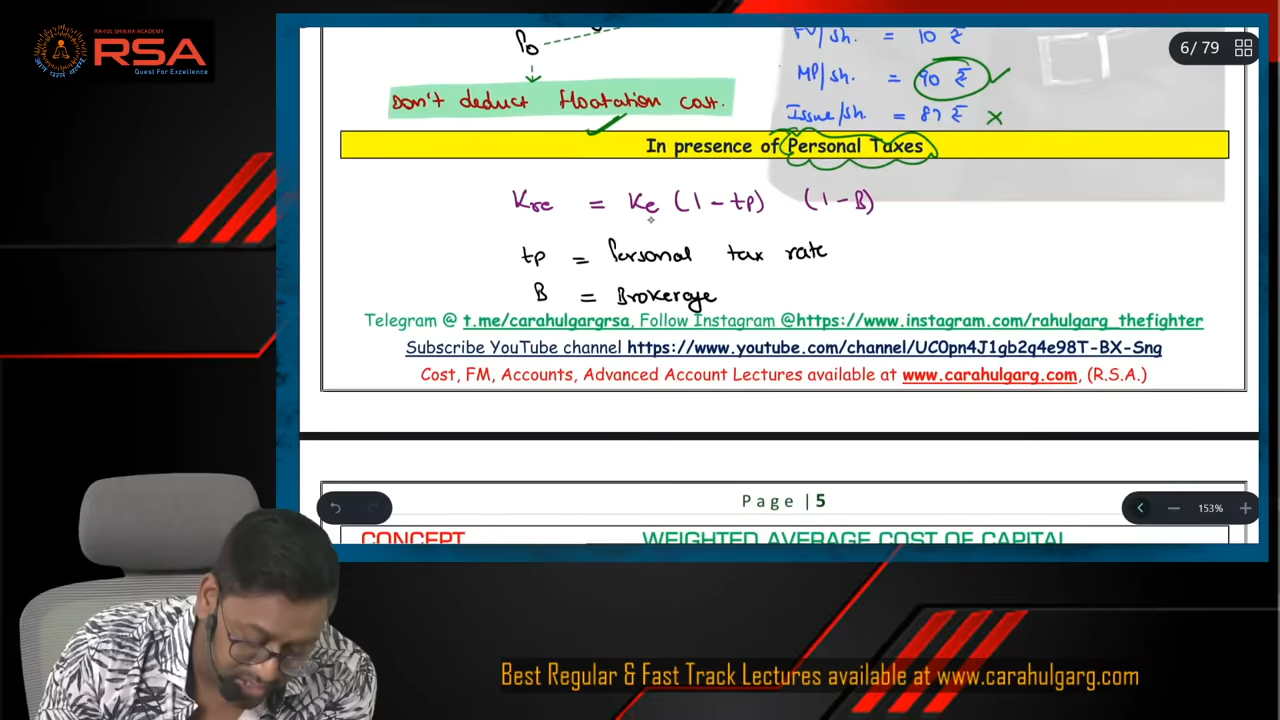 RAHUL SHIKHA ACADEMY
RSA
Quest For Excellence
6/79
P₀
FV/sh. = 10 ₹
MP/sh. = 90 ₹ ✓
Issue/sh. = 87 ₹ ×
Don't deduct floatation cost.
In presence of Personal Taxes
Kre = Ke (1 - tp) (1 - B)
tp = Personal tax rate
B = Brokerage
Telegram @ t.me/carahulgargrsa, Follow Instagram @https://www.instagram.com/rahulgarg_thefighter
Subscribe YouTube channel https://www.youtube.com/channel/UC0pn4J1gb2q4e98T-BX-Sng
Cost, FM, Accounts, Advanced Account Lectures available at www.carahulgarg.com, (R.S.A.)
Page | 5
153%
CONCEPT WEIGHTED AVERAGE COST OF CAPITAL
Best Regular & Fast Track Lectures available at www.carahulgarg.com